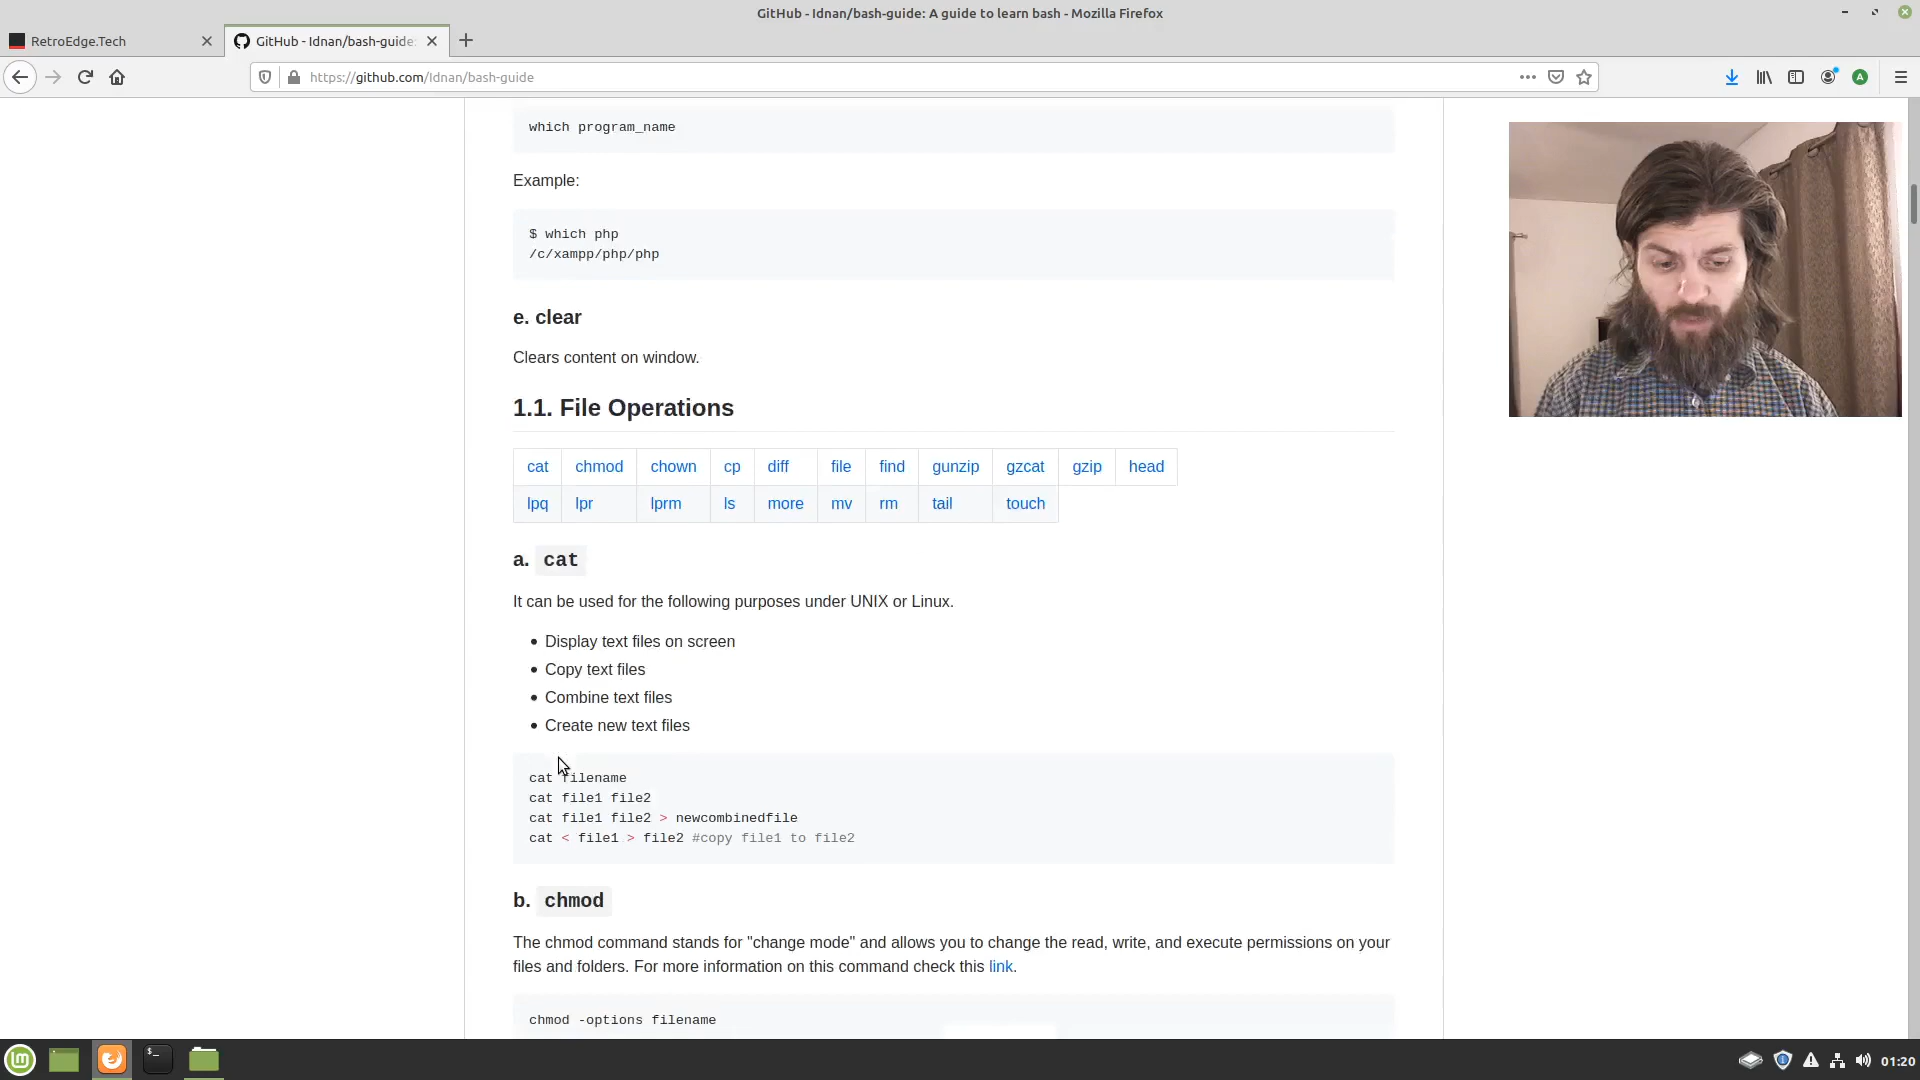 GitHub - Idnan/bash-guide: A guide to learn bash - Mozilla Firefox
RetroEdge.Tech
GitHub - Idnan/bash-guide:
https://github.com/Idnan/bash-guide
A
which program_name
Example:
$ which php
/c/xampp/php/php
e. clear
Clears content on window.
1.1. File Operations
cat chmod chown cp diff file find gunzip gzcat gzip head
lpq lpr lprm ls more mv rm tail touch
a. cat
It can be used for the following purposes under UNIX or Linux.
Display text files on screen
Copy text files
Combine text files
Create new text files
cat filename
cat file1 file2
cat file1 file2 > newcombinedfile
cat < file1 > file2 #copy file1 to file2
b. chmod
The chmod command stands for "change mode" and allows you to change the read, write, and execute permissions on your
files and folders. For more information on this command check this link.
chmod -options filename
01:20